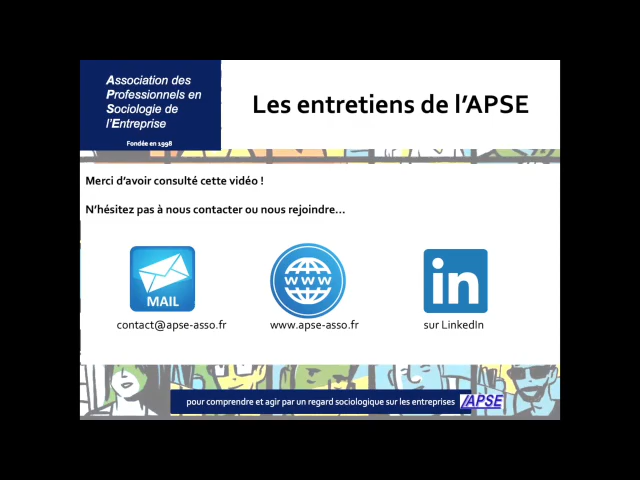 Association des
Professionnels en
Sociologie de
l'Entreprise
Fondée en 1998
Les entretiens de l'APSE
Merci d'avoir consulté cette vidéo !
N'hésitez pas à nous contacter ou nous rejoindre...
MAIL
www
in
contact@apse-asso.fr
www.apse-asso.fr
sur LinkedIn
pour comprendre et agir par un regard sociologique sur les entreprises
APSE